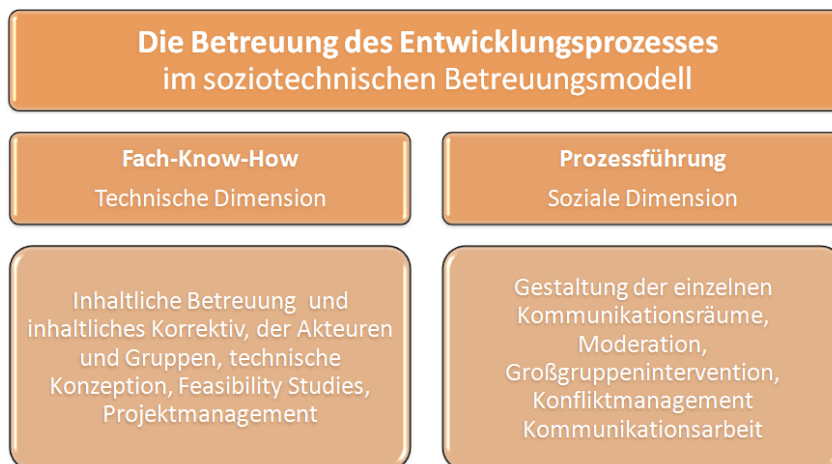 Die Betreuung des Entwicklungsprozesses
im soziotechnischen Betreuungsmodell
Fach-Know-How
Technische Dimension
Prozessführung
Soziale Dimension
Inhaltliche Betreuung und
inhaltliches Korrektiv, der Akteuren
und Gruppen, technische
Konzeption, Feasibility Studies,
Projektmanagement
Gestaltung der einzelnen
Kommunikationsräume,
Moderation,
Großgruppenintervention,
Konfliktmanagement
Kommunikationsarbeit